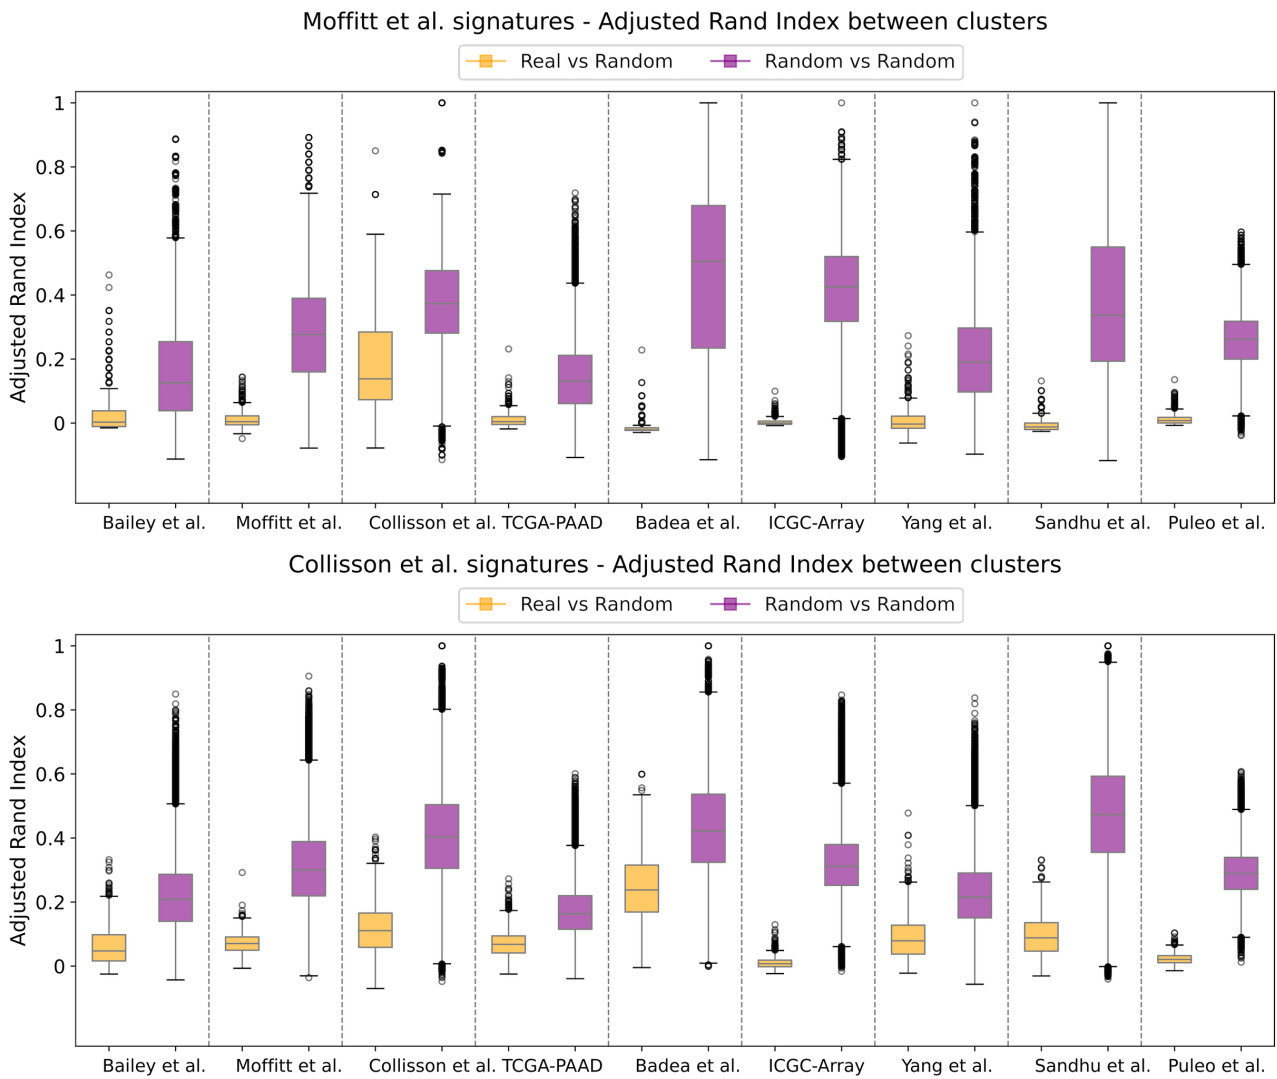 Moffitt et al. signatures - Adjusted Rand Index between clusters
Real vs Random Random vs Random
Adjusted Rand Index
1
0.8
0.6
0.4
0.2
0
Bailey et al. Moffitt et al. Collisson et al. TCGA-PAAD Badea et al. ICGC-Array Yang et al. Sandhu et al. Puleo et al.
Collisson et al. signatures - Adjusted Rand Index between clusters
Real vs Random Random vs Random
Adjusted Rand Index
1
0.8
0.6
0.4
0.2
0
Bailey et al. Moffitt et al. Collisson et al. TCGA-PAAD Badea et al. ICGC-Array Yang et al. Sandhu et al. Puleo et al.